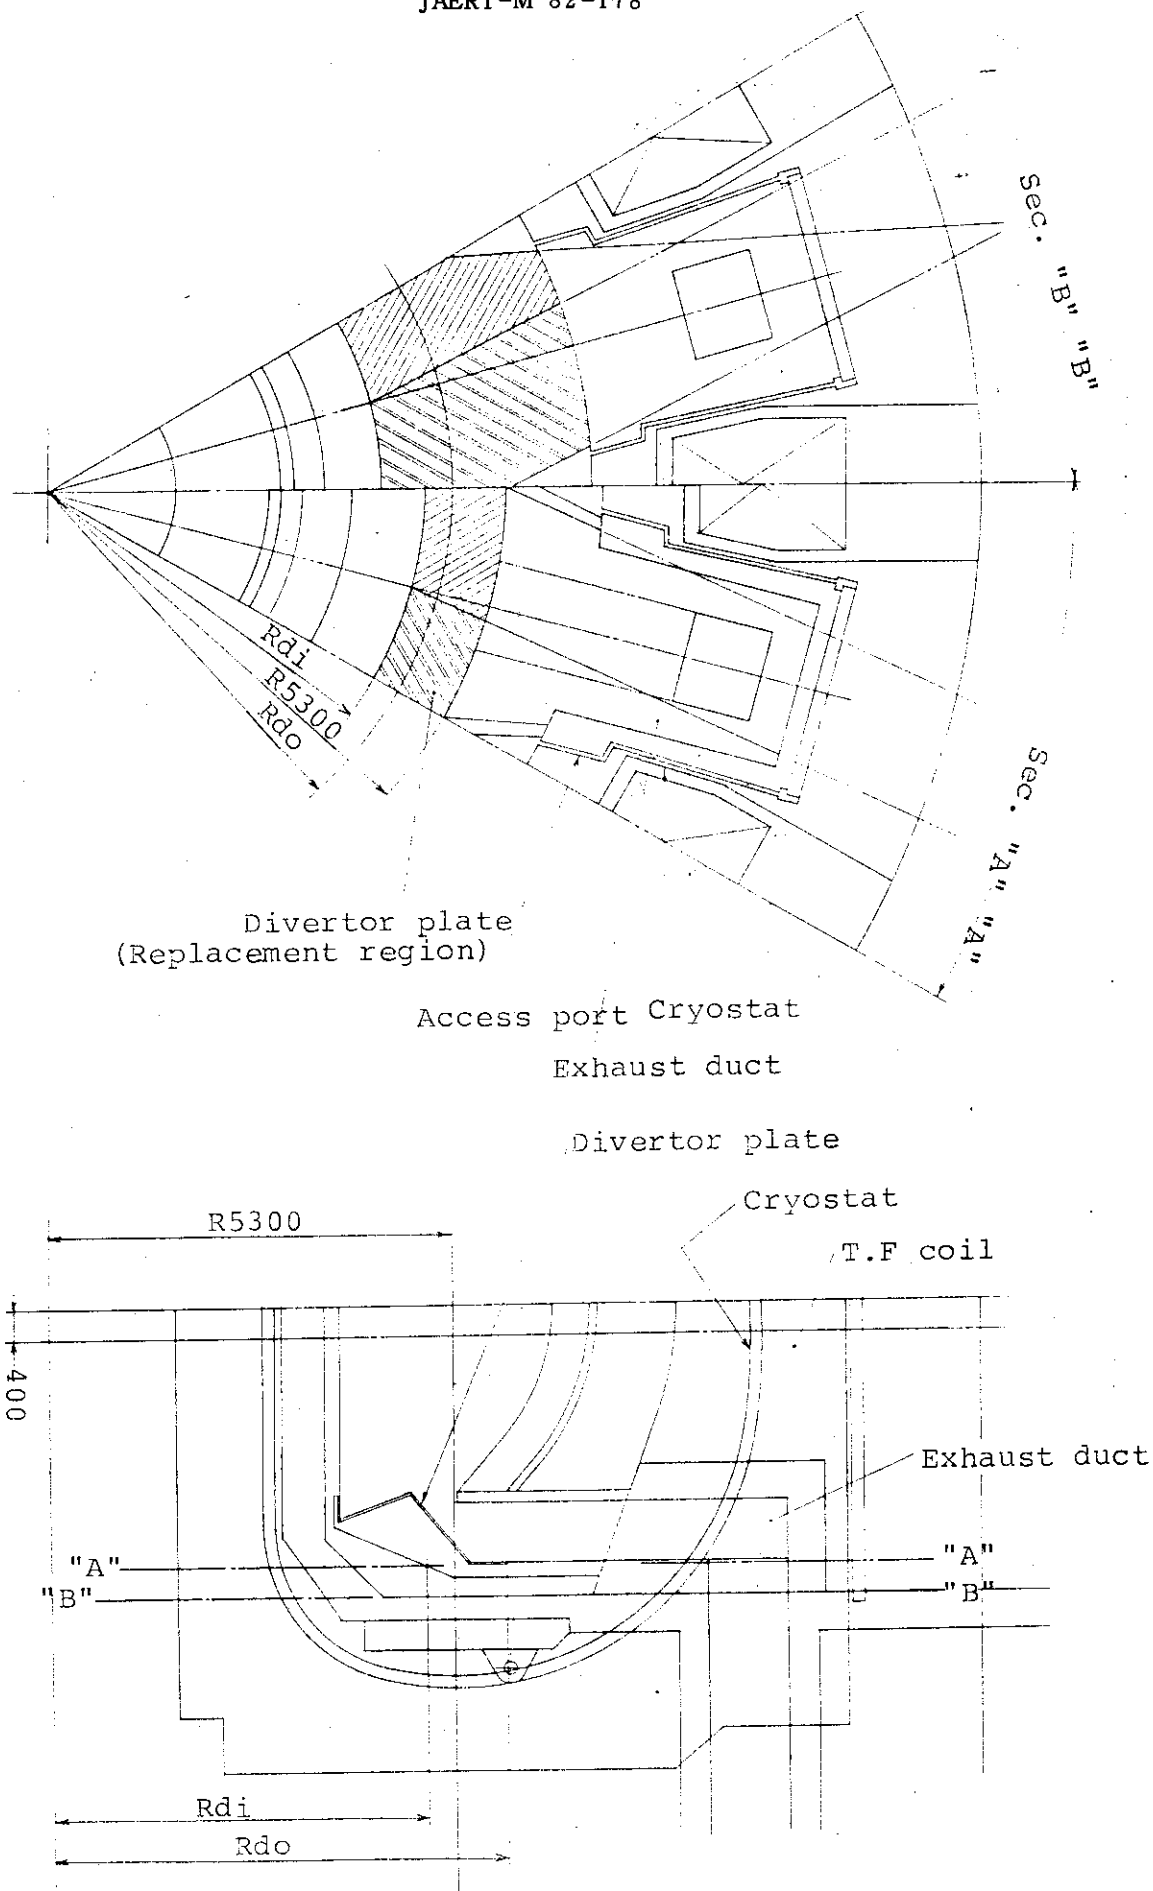 JAERI-M 82-178
Sec. "B" "B"
Rdi
R5300
Rdo
Sec. "A" "A"
Divertor plate
(Replacement region)
Access port Cryostat
Exhaust duct
Divertor plate
Cryostat
R5300
T.F coil
400
Exhaust duct
"A" "A"
"B" "B"
Rdi
Rdo